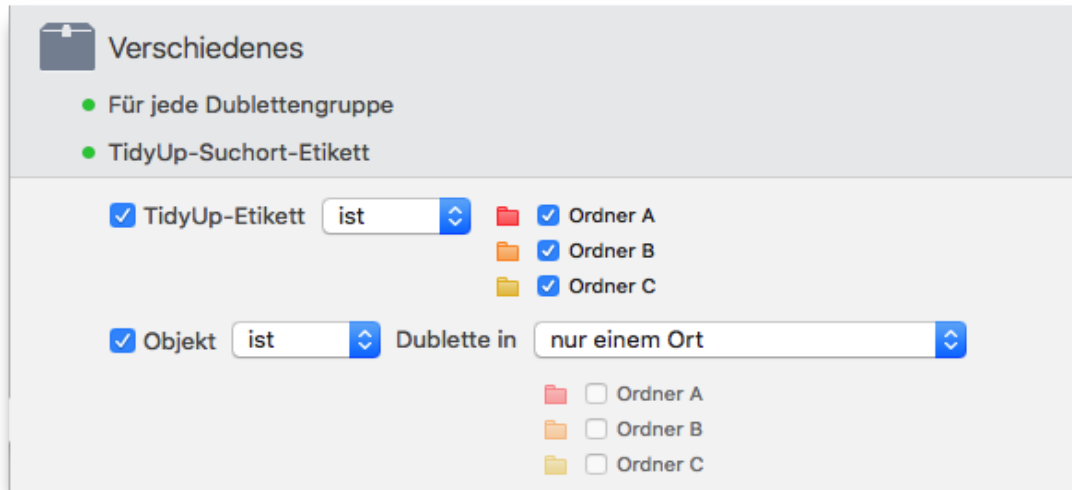 Verschiedenes
Für jede Dublettengruppe
TidyUp-Suchort-Etikett
TidyUp-Etikett ist Ordner A
Ordner B
Ordner C
Objekt ist Dublette in nur einem Ort
Ordner A
Ordner B
Ordner C